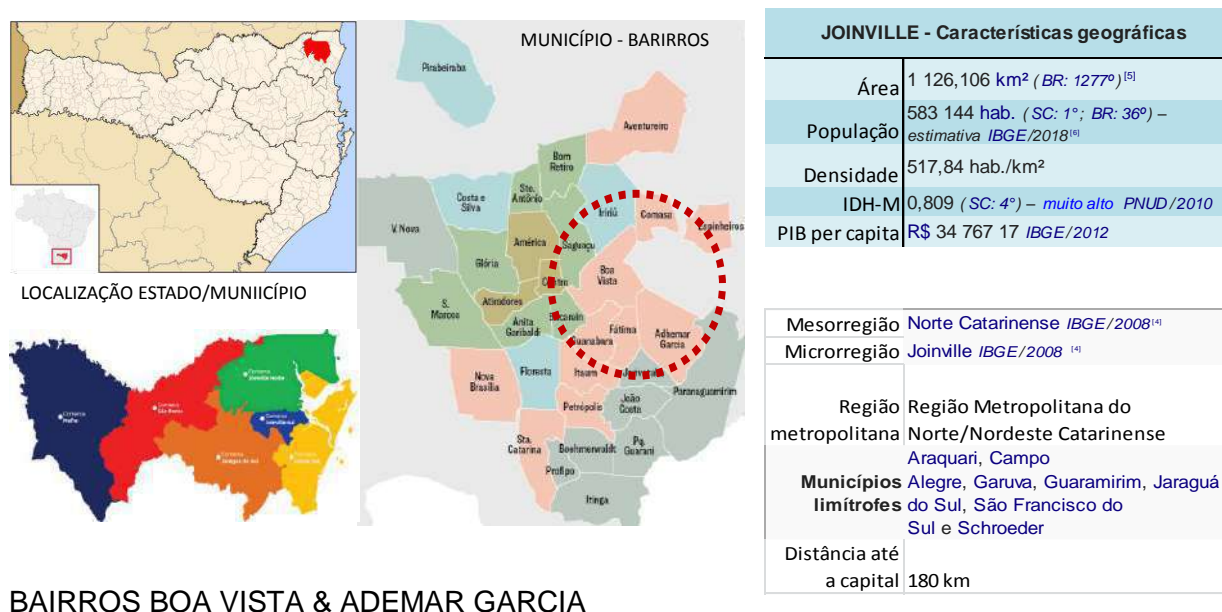 MUNICÍPIO - BARIRROS
LOCALIZAÇÃO ESTADO/MUNIICÍPIO
Pirabeiraba
Aventureiro
Bom
Retiro
Costa e
Silva
Sto.
Antônio
Iririú
Comasa
Espinheiros
V. Nova
América
Saguaçu
Glória
Boa
Vista
Centro
S.
Marcos
Atiradores
Anita
Garibaldi
Bucarein
Fátima
Adhemar
Garcia
Guanabara
Nova
Brasília
Floresta
Itaum
Jarivatuba
Paranaguamirim
Petrópolis
João
Costa
Sta.
Catarina
Boehmerwaldt
Pq.
Guarani
Profipo
Itinga
JOINVILLE - Características geográficas
Área 1 126,106 km² (BR: 1277º)[5]
População 583 144 hab. (SC: 1°; BR: 36º) –
estimativa IBGE/2018[6]
Densidade 517,84 hab./km²
IDH-M 0,809 (SC: 4°) – muito alto PNUD/2010
PIB per capita R$ 34 767 17 IBGE/2012
Mesorregião Norte Catarinense IBGE/2008[4]
Microrregião Joinville IBGE/2008 [4]
Região Região Metropolitana do
metropolitana Norte/Nordeste Catarinense
Araquari, Campo
Municípios Alegre, Garuva, Guaramirim, Jaraguá
limítrofes do Sul, São Francisco do
Sul e Schroeder
Distância até
a capital 180 km
BAIRROS BOA VISTA & ADEMAR GARCIA